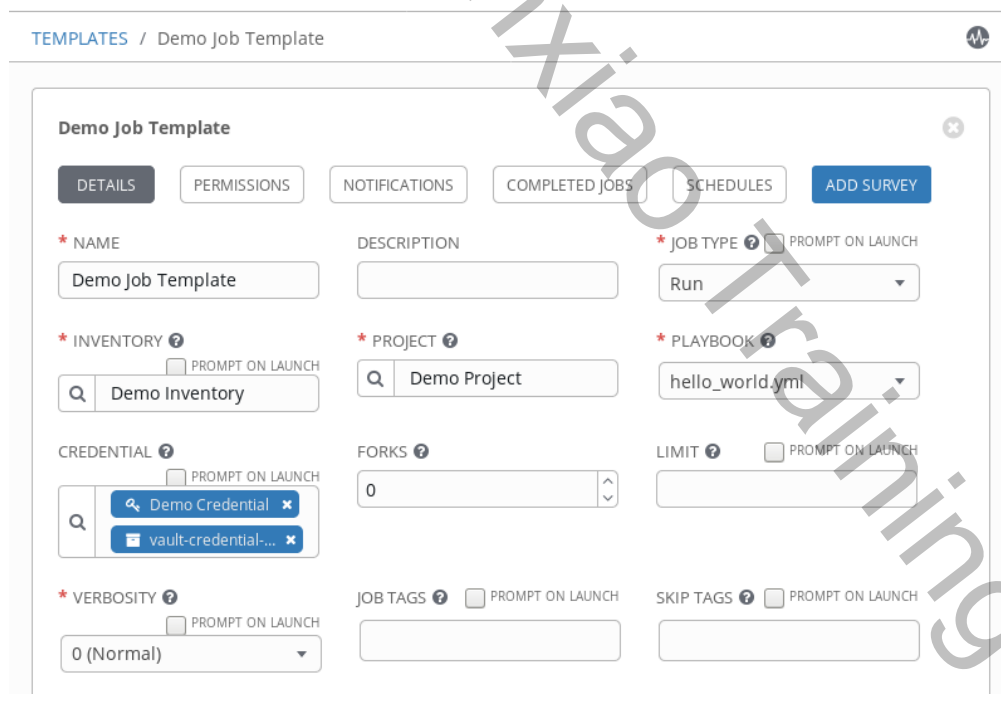 TEMPLATES / Demo Job Template
Demo Job Template
DETAILS PERMISSIONS NOTIFICATIONS COMPLETED JOBS SCHEDULES ADD SURVEY
* NAME DESCRIPTION * JOB TYPE ? PROMPT ON LAUNCH
Demo Job Template Run
* INVENTORY ? * PROJECT ? * PLAYBOOK ?
PROMPT ON LAUNCH
Demo Inventory Demo Project hello_world.yml
CREDENTIAL ? FORKS ? LIMIT ? PROMPT ON LAUNCH
PROMPT ON LAUNCH
Demo Credential ×
0
vault-credential-... ×
* VERBOSITY ? JOB TAGS ? PROMPT ON LAUNCH SKIP TAGS ? PROMPT ON LAUNCH
PROMPT ON LAUNCH
0 (Normal)
Training